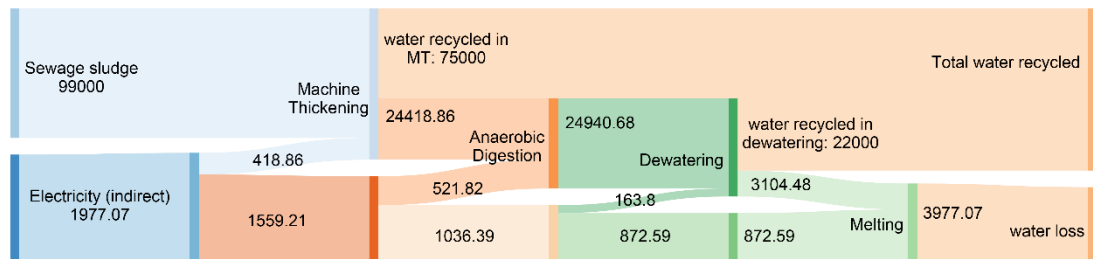 Sewage sludge
99000
Machine
Thickening
water recycled in
MT: 75000
Total water recycled
24418.86
Anaerobic
Digestion
24940.68
Dewatering
water recycled in
dewatering: 22000
418.86
Electricity (indirect)
1977.07
1559.21
521.82
1036.39
163.8
872.59
3104.48
872.59
Melting
3977.07
water loss